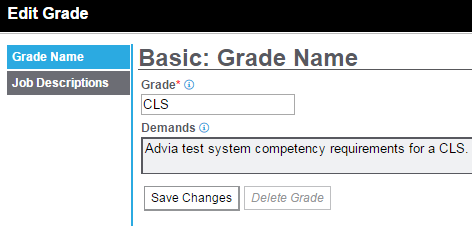 Edit Grade
Grade Name
Job Descriptions
Basic: Grade Name
Grade*
CLS
Demands
Advia test system competency requirements for a CLS.
Save Changes
Delete Grade